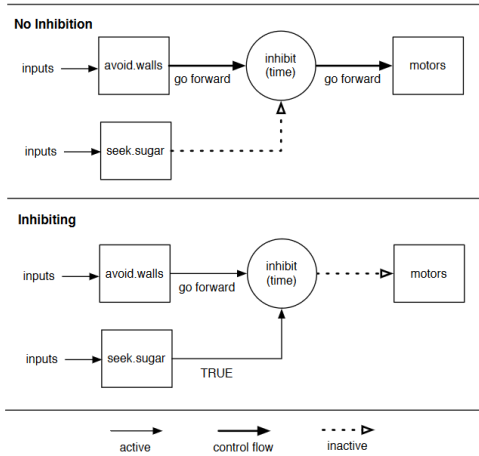 No Inhibition
inputs
avoid.walls
go forward
inhibit
(time)
go forward
motors
inputs
seek.sugar
Inhibiting
inputs
avoid.walls
go forward
inhibit
(time)
motors
inputs
seek.sugar
TRUE
active
control flow
inactive